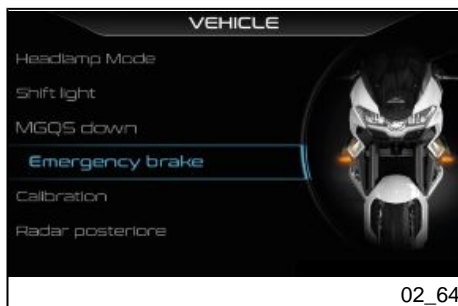 VEHICLE
Headlamp Mode
Shift light
MGQS down
Emergency brake
Calibration
Radar posteriore
02_64